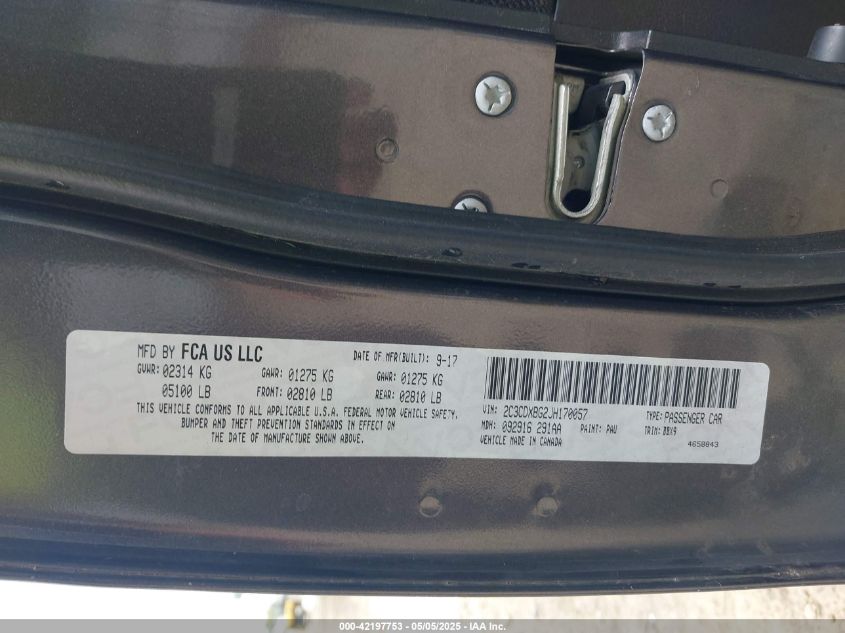 MFD BY FCA US LLC
DATE OF MFR(BUILT): 9-17
GVWR: 02314 KG
GAWR: 01275 KG
GAWR: 01275 KG
05100 LB
FRONT: 02810 LB
REAR: 02810 LB
THIS VEHICLE CONFORMS TO ALL APPLICABLE U.S.A. FEDERAL MOTOR VEHICLE SAFETY,
BUMPER AND THEFT PREVENTION STANDARDS IN EFFECT ON
THE DATE OF MANUFACTURE SHOWN ABOVE.
VIN: 2C3CDXBG2JH170057
TYPE: PASSENGER CAR
MDH: 092916 291AA
PAINT: PAU
TRIM: BBX9
VEHICLE MADE IN CANADA
4658843
000-42197753 - 05/05/2025 - IAA Inc.